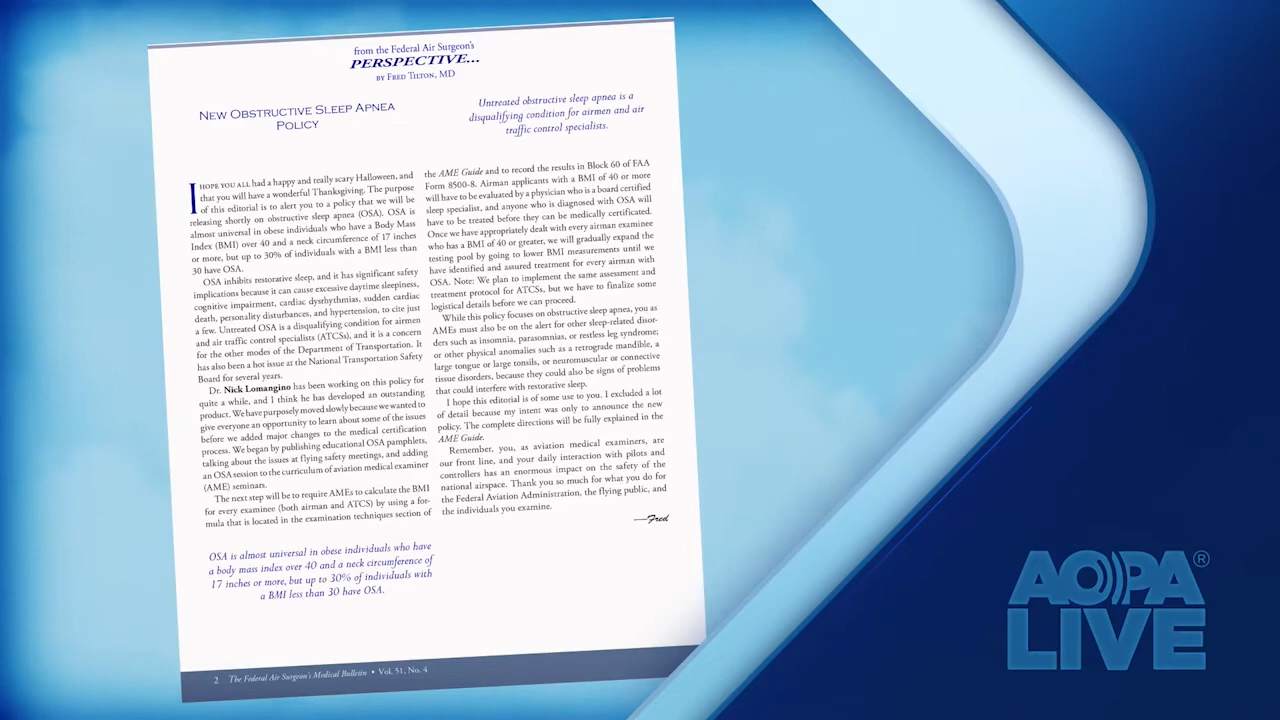 from the Federal Air Surgeon's
PERSPECTIVE...
BY FRED TILTON, MD
NEW OBSTRUCTIVE SLEEP APNEA
POLICY
Untreated obstructive sleep apnea is a
disqualifying condition for airmen and air
traffic control specialists.
I HOPE YOU ALL had a happy and really scary Halloween, and
that you will have a wonderful Thanksgiving. The purpose
of this editorial is to alert you to a policy that we will be
releasing shortly on obstructive sleep apnea (OSA). OSA is
almost universal in obese individuals who have a Body Mass
Index (BMI) over 40 and a neck circumference of 17 inches
or more, but up to 30% of individuals with a BMI less than
30 have OSA.
OSA inhibits restorative sleep, and it has significant safety
implications because it can cause excessive daytime sleepiness,
cognitive impairment, cardiac dysrhythmias, sudden cardiac
death, personality disturbances, and hypertension, to cite just
a few. Untreated OSA is a disqualifying condition for airmen
and air traffic control specialists (ATCSs), and it is a concern
for the other modes of the Department of Transportation. It
has also been a hot issue at the National Transportation Safety
Board for several years.
Dr. Nick Lomangino has been working on this policy for
quite a while, and I think he has developed an outstanding
product. We have purposely moved slowly because we wanted to
give everyone an opportunity to learn about some of the issues
before we added major changes to the medical certification
process. We began by publishing educational OSA pamphlets,
talking about the issues at flying safety meetings, and adding
an OSA session to the curriculum of aviation medical examiner
(AME) seminars.
The next step will be to require AMEs to calculate the BMI
for every examinee (both airman and ATCS) by using a for-
mula that is located in the examination techniques section of
OSA is almost universal in obese individuals who have
a body mass index over 40 and a neck circumference of
17 inches or more, but up to 30% of individuals with
a BMI less than 30 have OSA.
the AME Guide and to record the results in Block 60 of FAA
Form 8500-8. Airman applicants with a BMI of 40 or more
will have to be evaluated by a physician who is a board certified
sleep specialist, and anyone who is diagnosed with OSA will
have to be treated before they can be medically certificated.
Once we have appropriately dealt with every airman examinee
who has a BMI of 40 or greater, we will gradually expand the
testing pool by going to lower BMI measurements until we
have identified and assured treatment for every airman with
OSA. Note: We plan to implement the same assessment and
treatment protocol for ATCSs, but we have to finalize some
logistical details before we can proceed.
While this policy focuses on obstructive sleep apnea, you as
AMEs must also be on the alert for other sleep-related disor-
ders such as insomnia, parasomnias, or restless leg syndrome;
or other physical anomalies such as a retrograde mandible, a
large tongue or large tonsils, or neuromuscular or connective
tissue disorders, because they could also be signs of problems
that could interfere with restorative sleep.
I hope this editorial is of some use to you. I excluded a lot
of detail because my intent was only to announce the new
policy. The complete directions will be fully explained in the
AME Guide.
Remember, you, as aviation medical examiners, are
our front line, and your daily interaction with pilots and
controllers has an enormous impact on the safety of the
national airspace. Thank you so much for what you do for
the Federal Aviation Administration, the flying public, and
the individuals you examine.
—Fred
2 The Federal Air Surgeon's Medical Bulletin • Vol. 51, No. 4
AOPA ®
LIVE